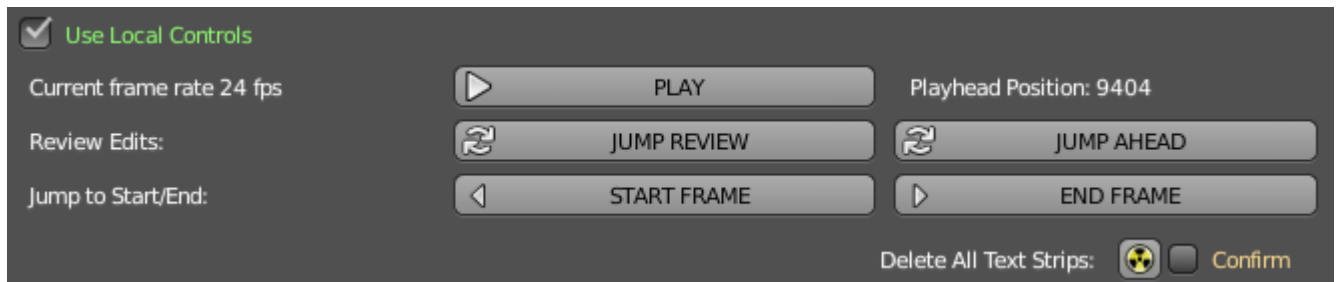 Use Local Controls
Current frame rate 24 fps PLAY Playhead Position: 9404
Review Edits: JUMP REVIEW JUMP AHEAD
Jump to Start/End: START FRAME END FRAME
Delete All Text Strips: Confirm